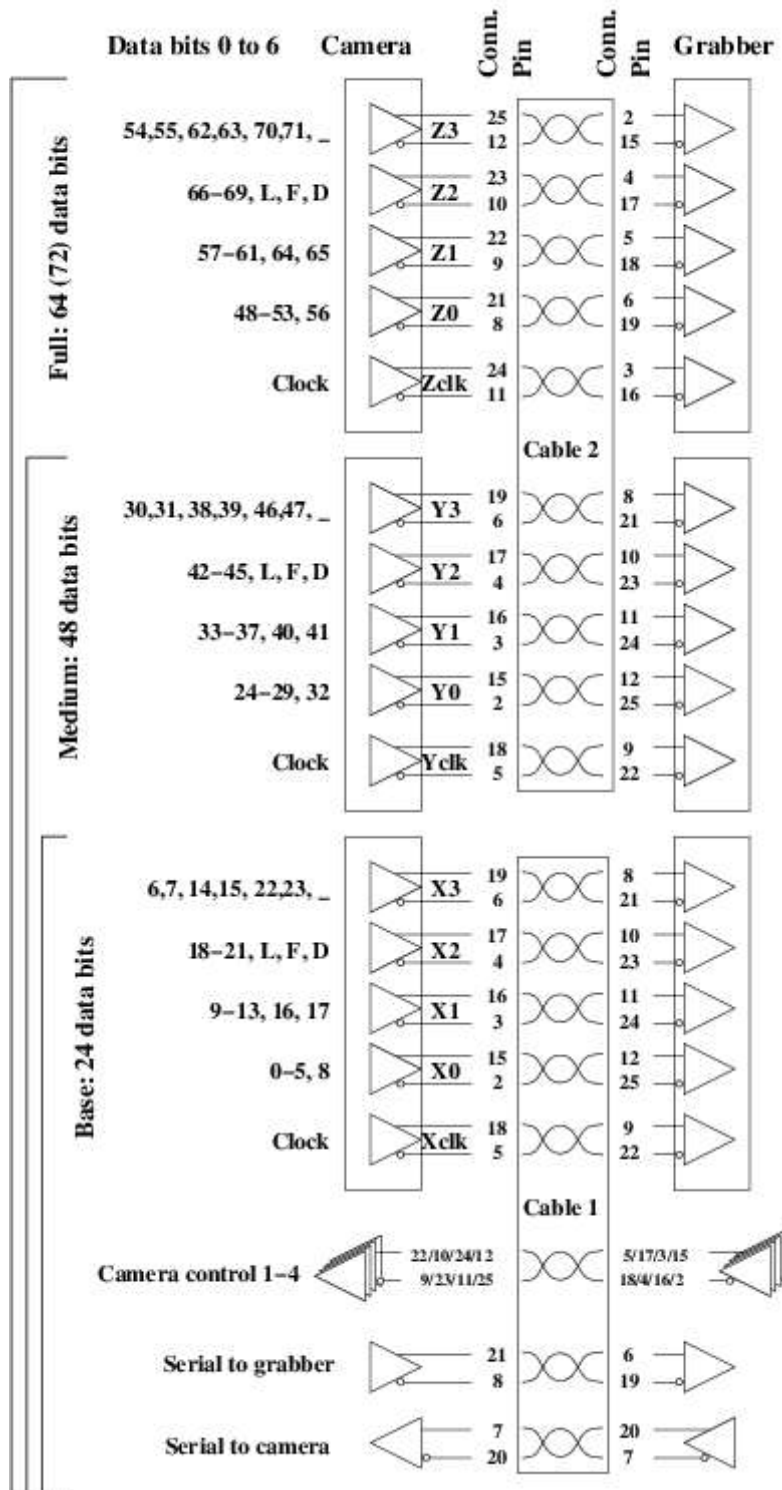 Data bits 0 to 6 Camera Conn. Pin Conn. Pin Grabber
Full: 64 (72) data bits
54,55, 62,63, 70,71, _ Z3 25 2
12 15
66−69, L, F, D Z2 23 4
10 17
57−61, 64, 65 Z1 22 5
9 18
48−53, 56 Z0 21 6
8 19
Clock Zclk 24 3
11 16
Cable 2
Medium: 48 data bits
30,31, 38,39, 46,47, _ Y3 19 8
6 21
42−45, L, F, D Y2 17 10
4 23
33−37, 40, 41 Y1 16 11
3 24
24−29, 32 Y0 15 12
2 25
Clock Yclk 18 9
5 22
Base: 24 data bits
6,7, 14,15, 22,23, _ X3 19 8
6 21
18−21, L, F, D X2 17 10
4 23
9−13, 16, 17 X1 16 11
3 24
0−5, 8 X0 15 12
2 25
Clock Xclk 18 9
5 22
Cable 1
Camera control 1−4 22/10/24/12 5/17/3/15
9/23/11/25 18/4/16/2
Serial to grabber 21 6
8 19
Serial to camera 7 20
20 7